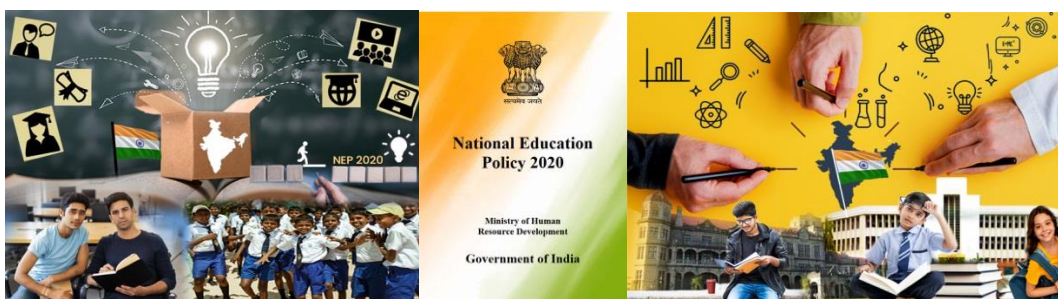 NEP 2020
सत्यमेव जयते
National Education
Policy 2020
Ministry of Human
Resource Development
Government of India